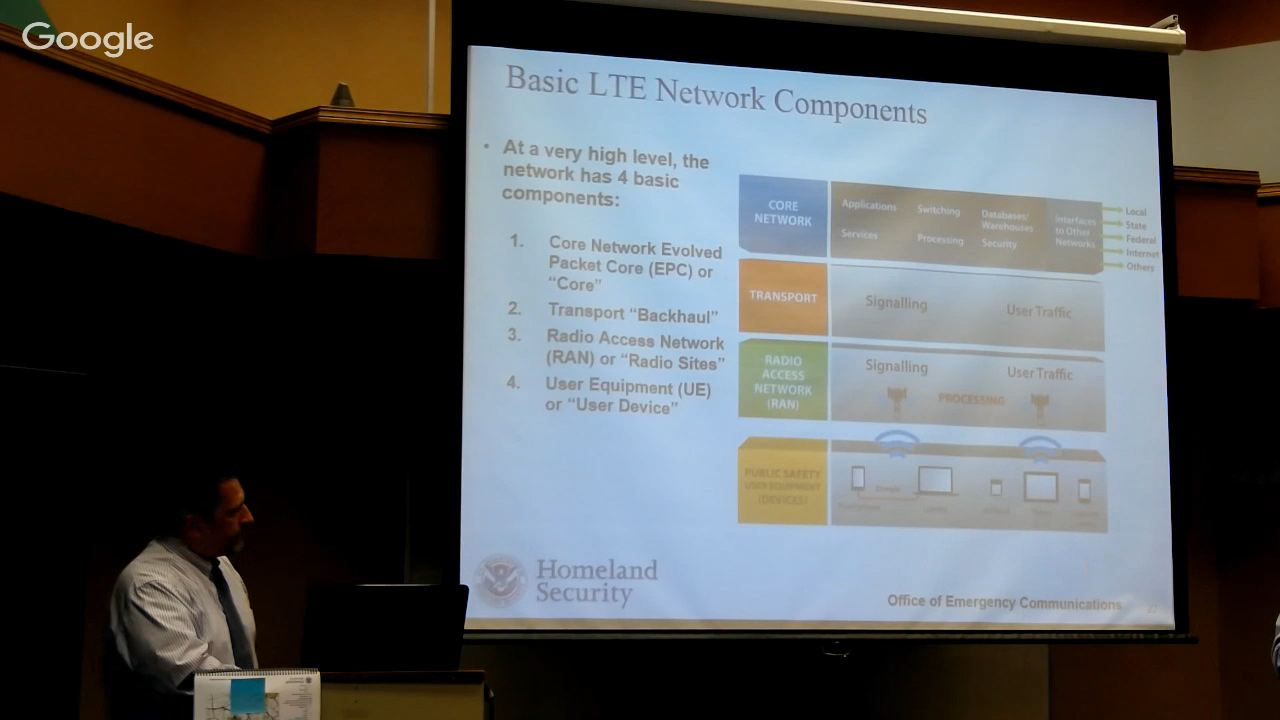 Google
Basic LTE Network Components
• At a very high level, the
network has 4 basic
components:
1. Core Network Evolved
Packet Core (EPC) or
“Core”
2. Transport “Backhaul”
3. Radio Access Network
(RAN) or “Radio Sites”
4. User Equipment (UE)
or “User Device”
CORE
NETWORK
Applications Switching Databases/
Warehouses
Services Processing Security
Interfaces
to Other
Networks
Local
State
Federal
Internet
Others
TRANSPORT
Signalling User Traffic
RADIO
ACCESS
NETWORK
(RAN)
Signalling User Traffic
PROCESSING
PUBLIC SAFETY
USER EQUIPMENT
(DEVICES)
Homeland
Security
Office of Emergency Communications